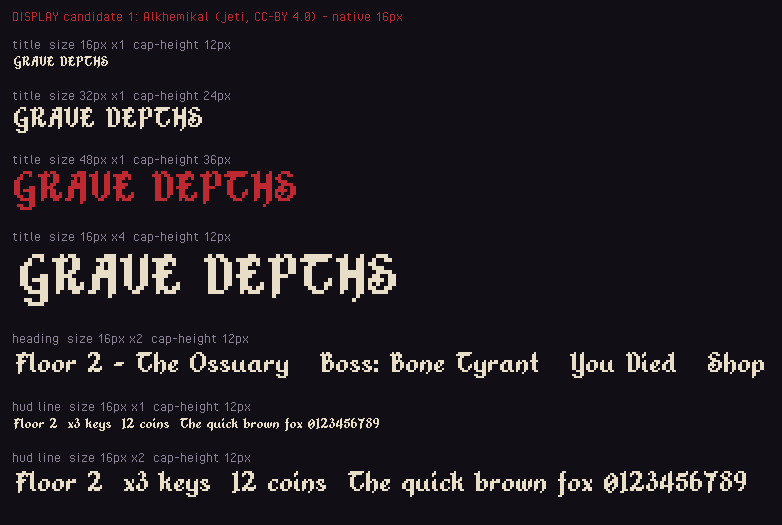 DISPLAY candidate 1: Alkhemikal (jeti, CC-BY 4.0) - native 16px
title size 16px x1 cap-height 12px
GRAVE DEPTHS
title size 32px x1 cap-height 24px
GRAVE DEPTHS
title size 48px x1 cap-height 36px
GRAVE DEPTHS
title size 16px x4 cap-height 12px
GRAVE DEPTHS
heading size 16px x2 cap-height 12px
Floor 2 - The Ossuary Boss: Bone Tyrant You Died Shop
hud line size 16px x1 cap-height 12px
Floor 2 x3 keys 12 coins The quick brown fox 0123456789
hud line size 16px x2 cap-height 12px
Floor 2 x3 keys 12 coins The quick brown fox 0123456789